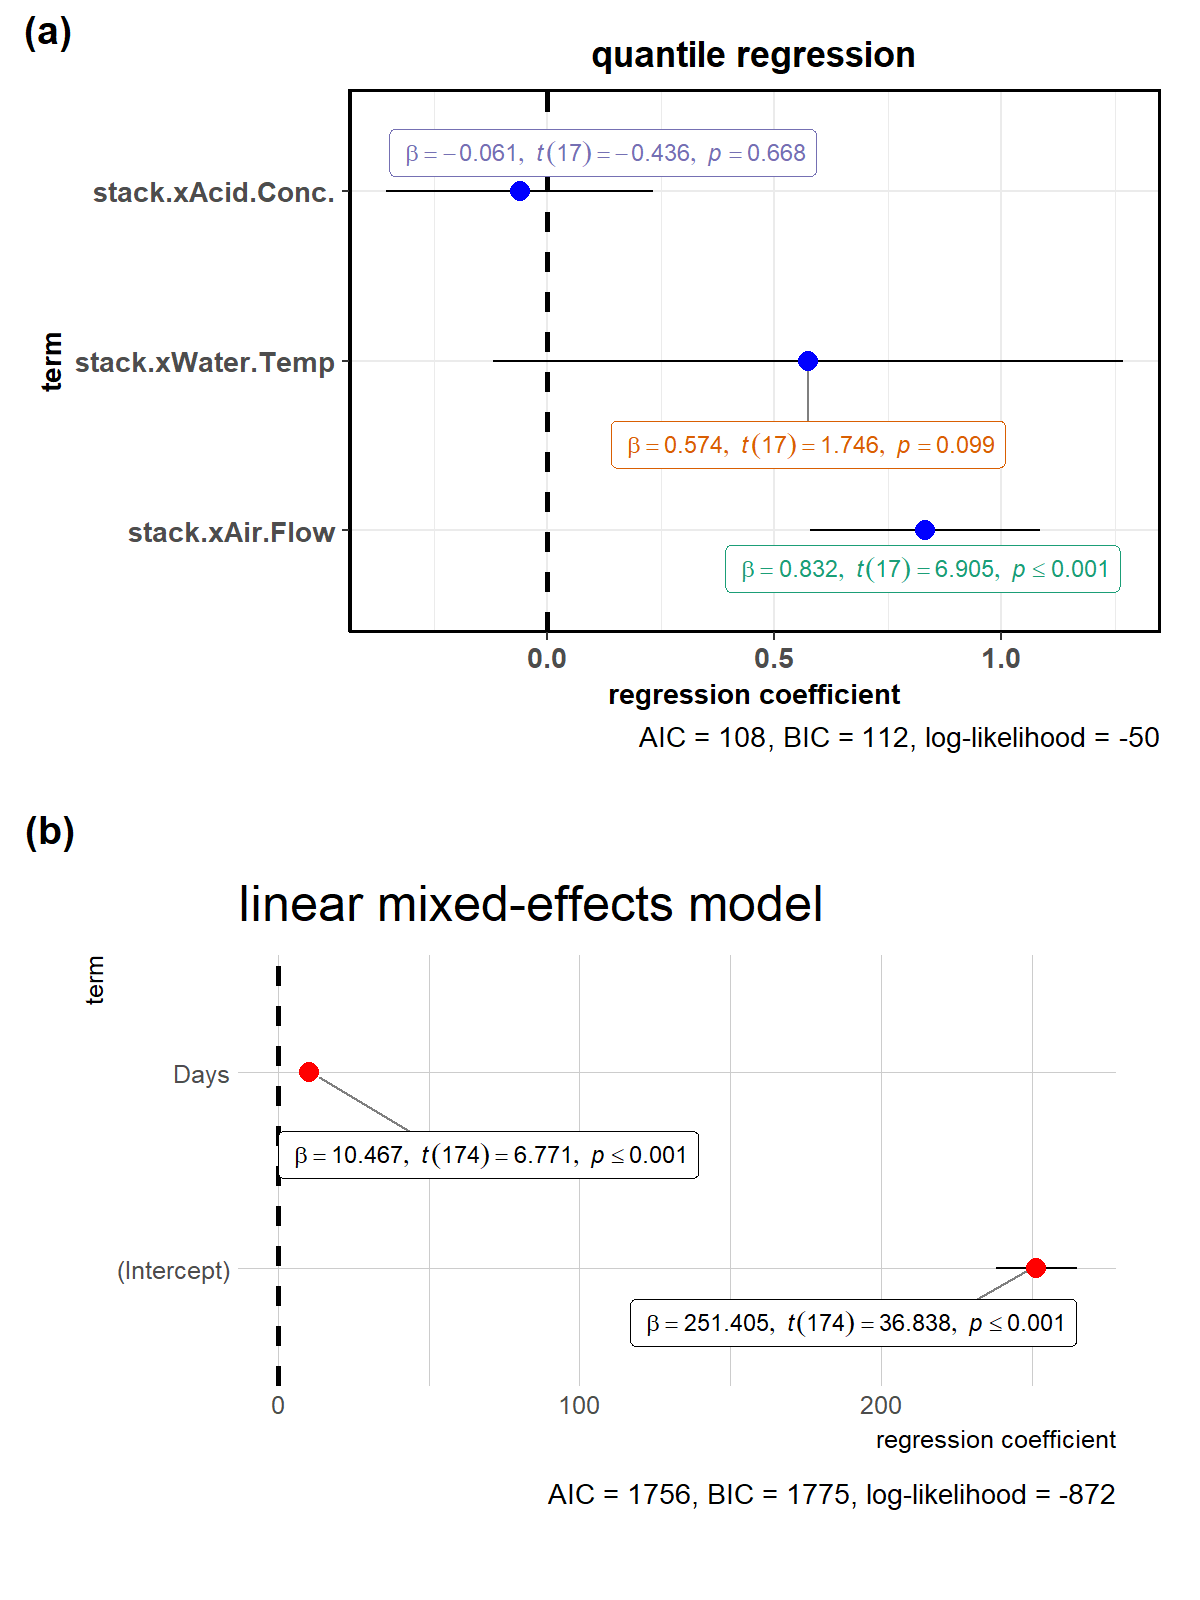 (a)
quantile regression
β = −0.061, t(17) = −0.436, p = 0.668
stack.xAcid.Conc.
term
stack.xWater.Temp
β = 0.574, t(17) = 1.746, p = 0.099
stack.xAir.Flow
β = 0.832, t(17) = 6.905, p ≤ 0.001
0.0 0.5 1.0
regression coefficient
AIC = 108, BIC = 112, log-likelihood = -50
(b)
linear mixed-effects model
term
Days
β = 10.467, t(174) = 6.771, p ≤ 0.001
(Intercept)
β = 251.405, t(174) = 36.838, p ≤ 0.001
0 100 200
regression coefficient
AIC = 1756, BIC = 1775, log-likelihood = -872